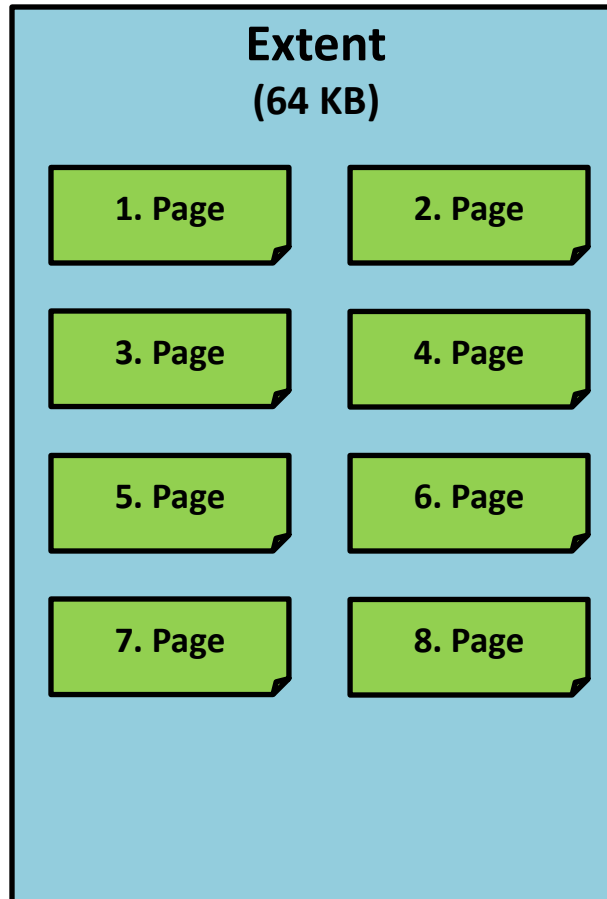 Extent
(64 KB)
1. Page
2. Page
3. Page
4. Page
5. Page
6. Page
7. Page
8. Page